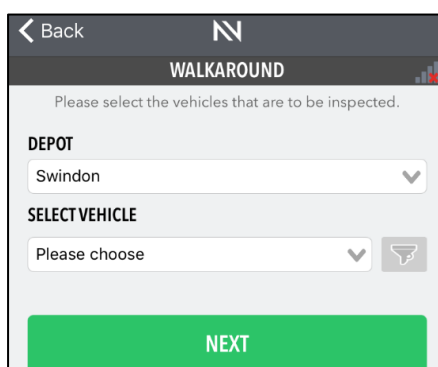 Back
WALKAROUND
Please select the vehicles that are to be inspected.
DEPOT
Swindon
SELECT VEHICLE
Please choose
NEXT